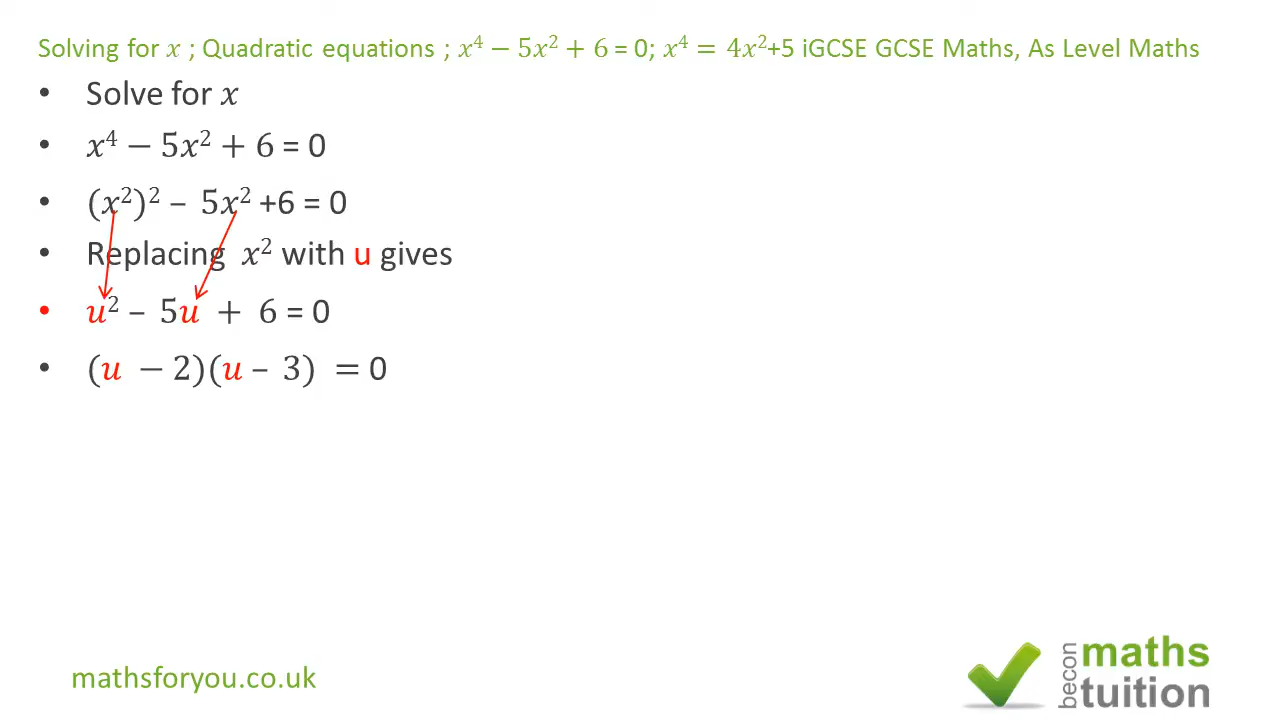 Solving for x ; Quadratic equations ; x⁴ − 5x² + 6 = 0; x⁴ = 4x²+5 iGCSE GCSE Maths, As Level Maths
• Solve for x
• x⁴ − 5x² + 6 = 0
• (x²)² – 5x² +6 = 0
• Replacing x² with u gives
• u² – 5u + 6 = 0
• (u − 2)(u – 3) = 0
mathsforyou.co.uk
becon
maths
tuition